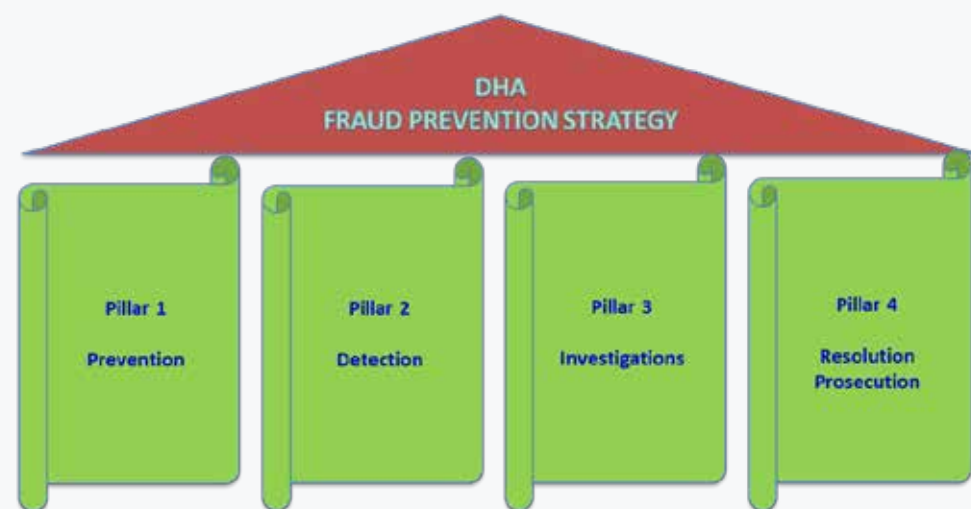 DHA
FRAUD PREVENTION STRATEGY
Pillar 1
Prevention
Pillar 2
Detection
Pillar 3
Investigations
Pillar 4
Resolution
Prosecution